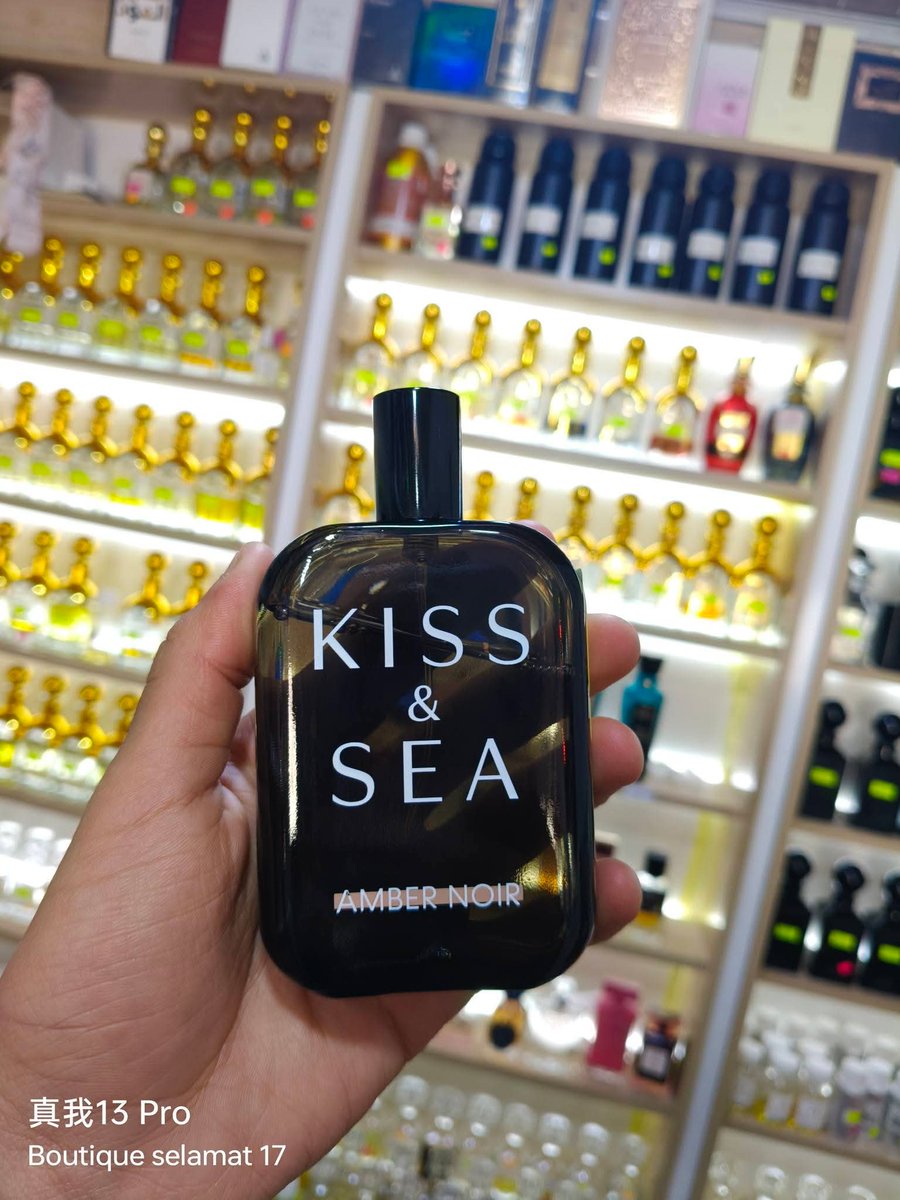 KISS
&
SEA
AMBER NOIR
真我13 Pro
Boutique selamat 17